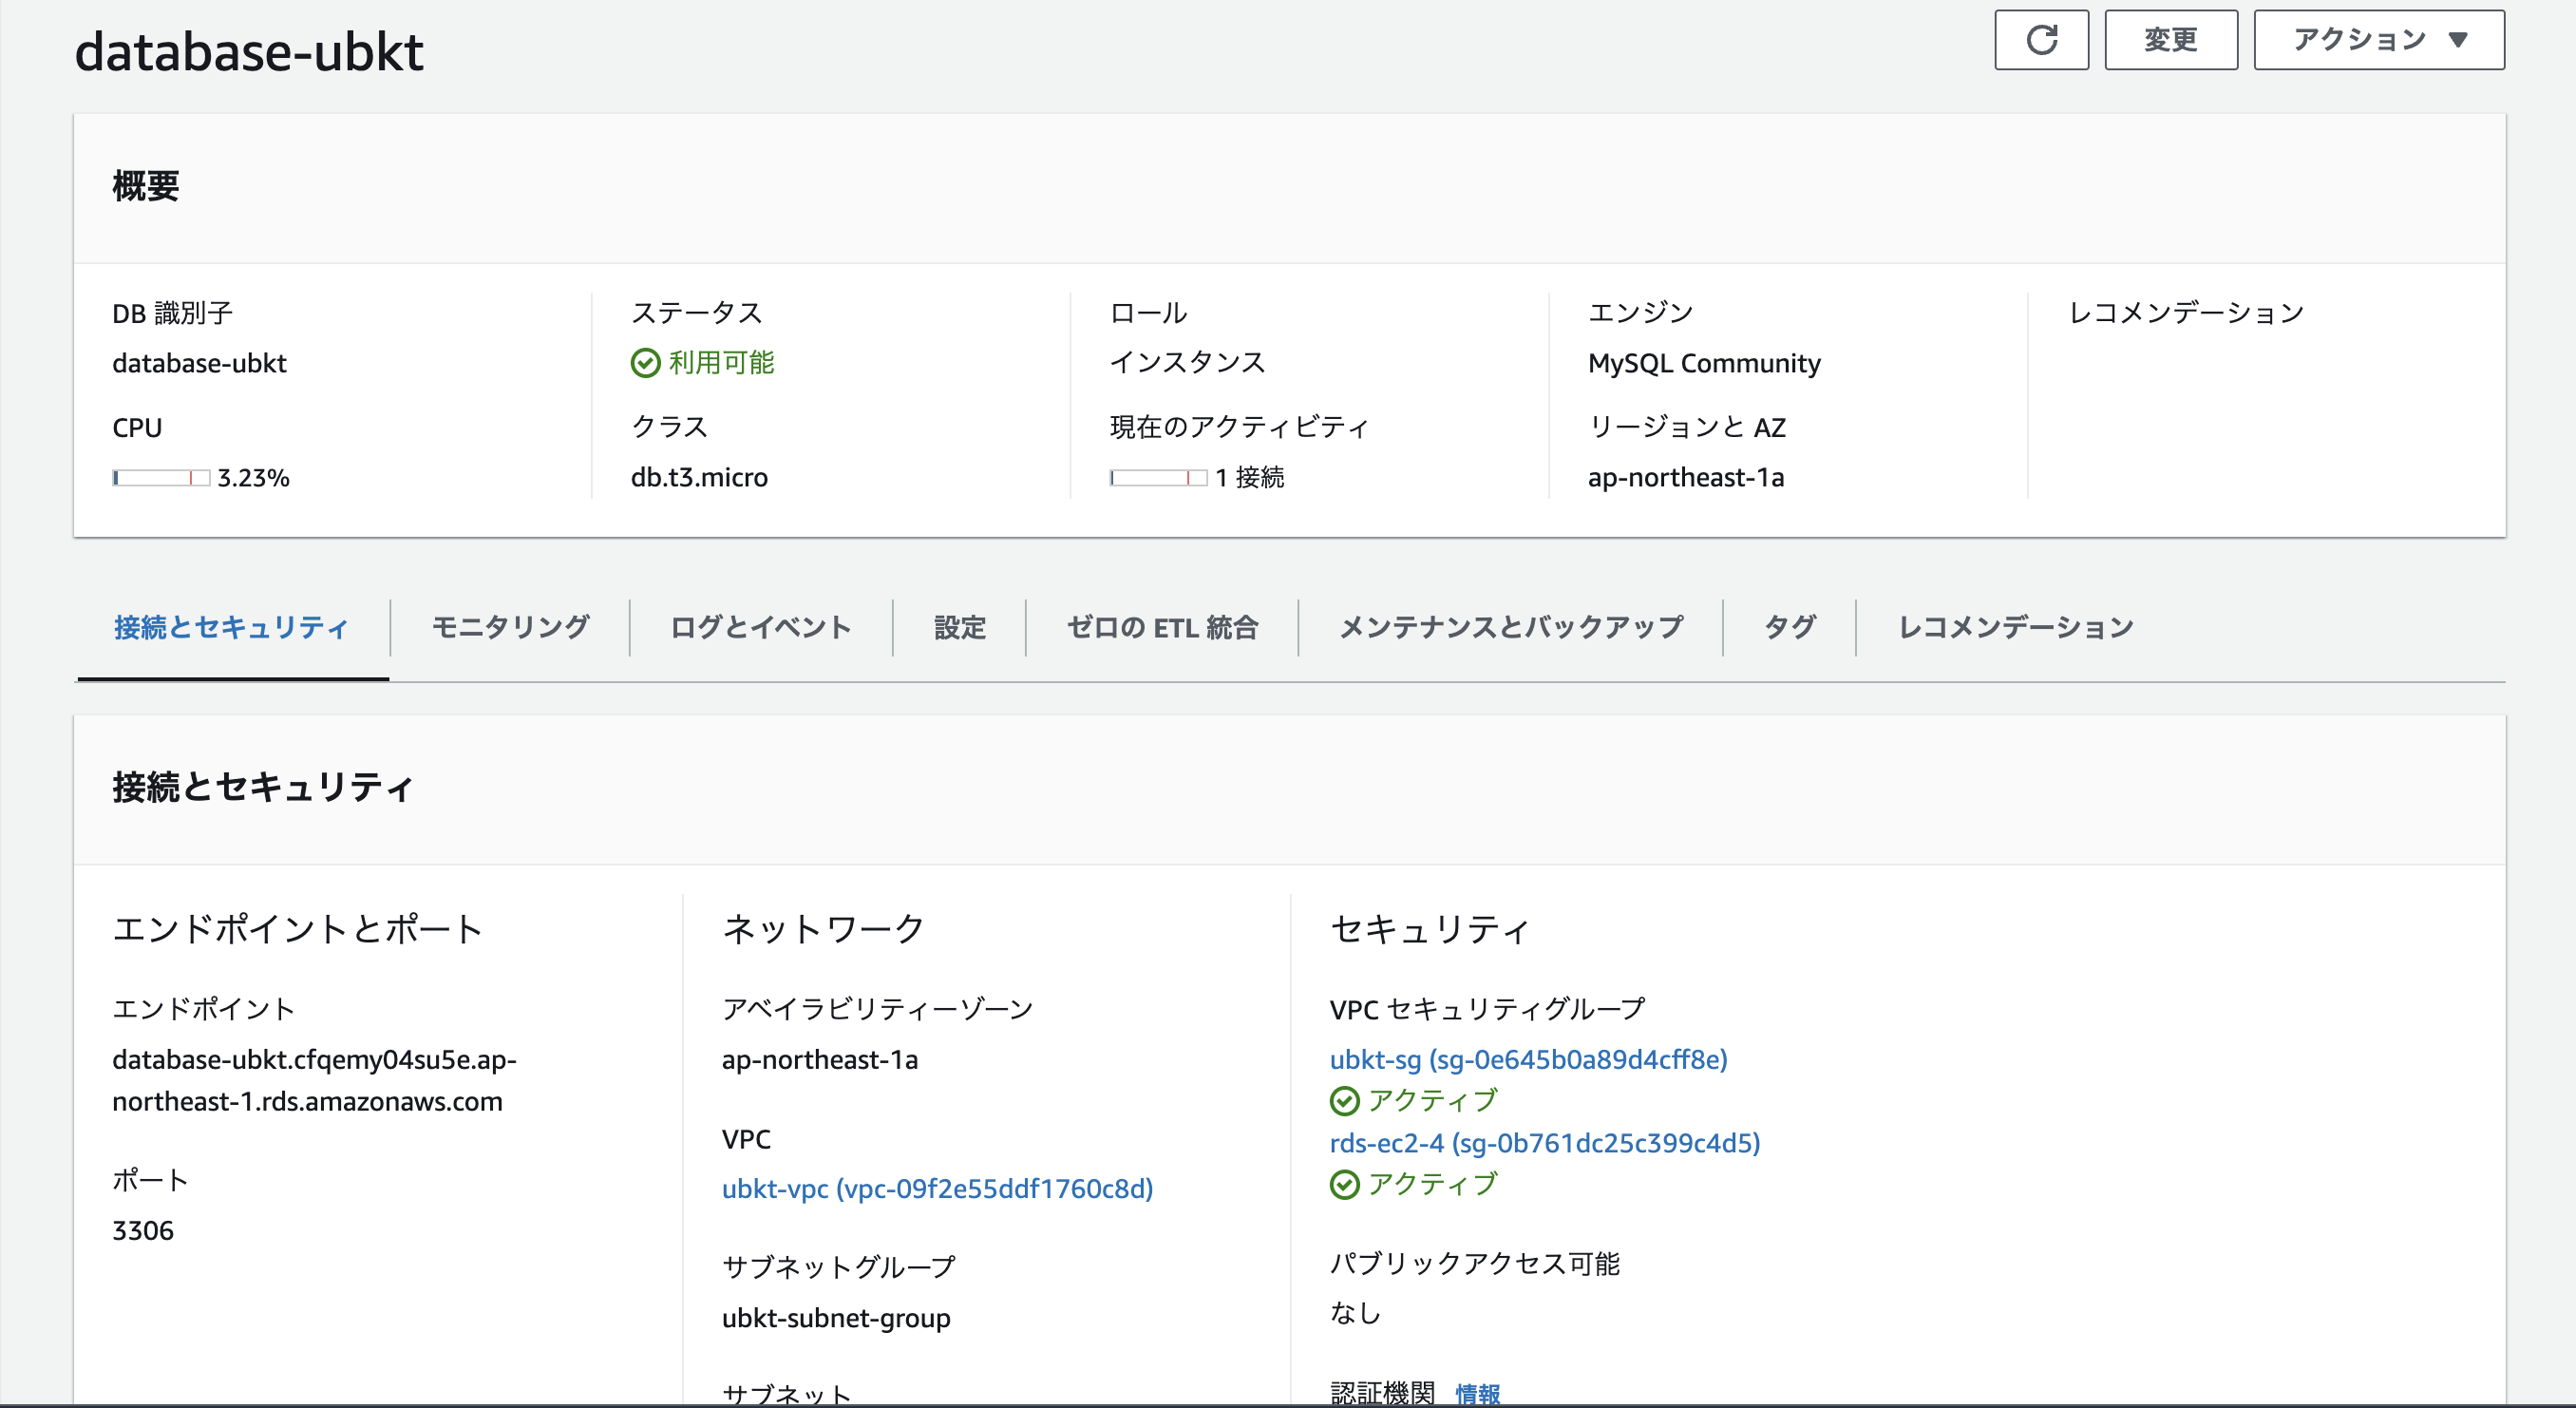 database-ubkt
変更
アクション
概要
DB 識別子
database-ubkt
CPU
3.23%
ステータス
利用可能
クラス
db.t3.micro
ロール
インスタンス
現在のアクティビティ
1 接続
エンジン
MySQL Community
リージョンと AZ
ap-northeast-1a
レコメンデーション
接続とセキュリティ
モニタリング
ログとイベント
設定
ゼロの ETL 統合
メンテナンスとバックアップ
タグ
レコメンデーション
接続とセキュリティ
エンドポイントとポート
エンドポイント
database-ubkt.cfqemy04su5e.ap-
northeast-1.rds.amazonaws.com
ポート
3306
ネットワーク
アベイラビリティーゾーン
ap-northeast-1a
VPC
ubkt-vpc (vpc-09f2e55ddf1760c8d)
サブネットグループ
ubkt-subnet-group
サブネット
セキュリティ
VPC セキュリティグループ
ubkt-sg (sg-0e645b0a89d4cff8e)
アクティブ
rds-ec2-4 (sg-0b761dc25c399c4d5)
アクティブ
パブリックアクセス可能
なし
認証機関 情報